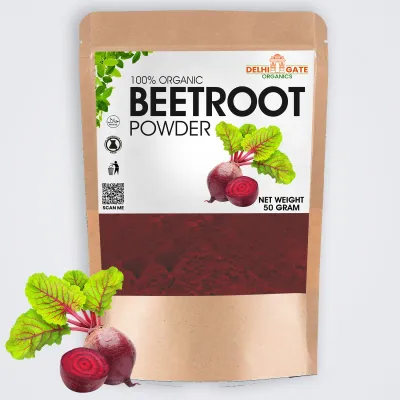 DELHI GATE
ORGANICS
100% ORGANIC
BEETROOT
POWDER
NET WEIGHT
50 GRAM
SCAN ME